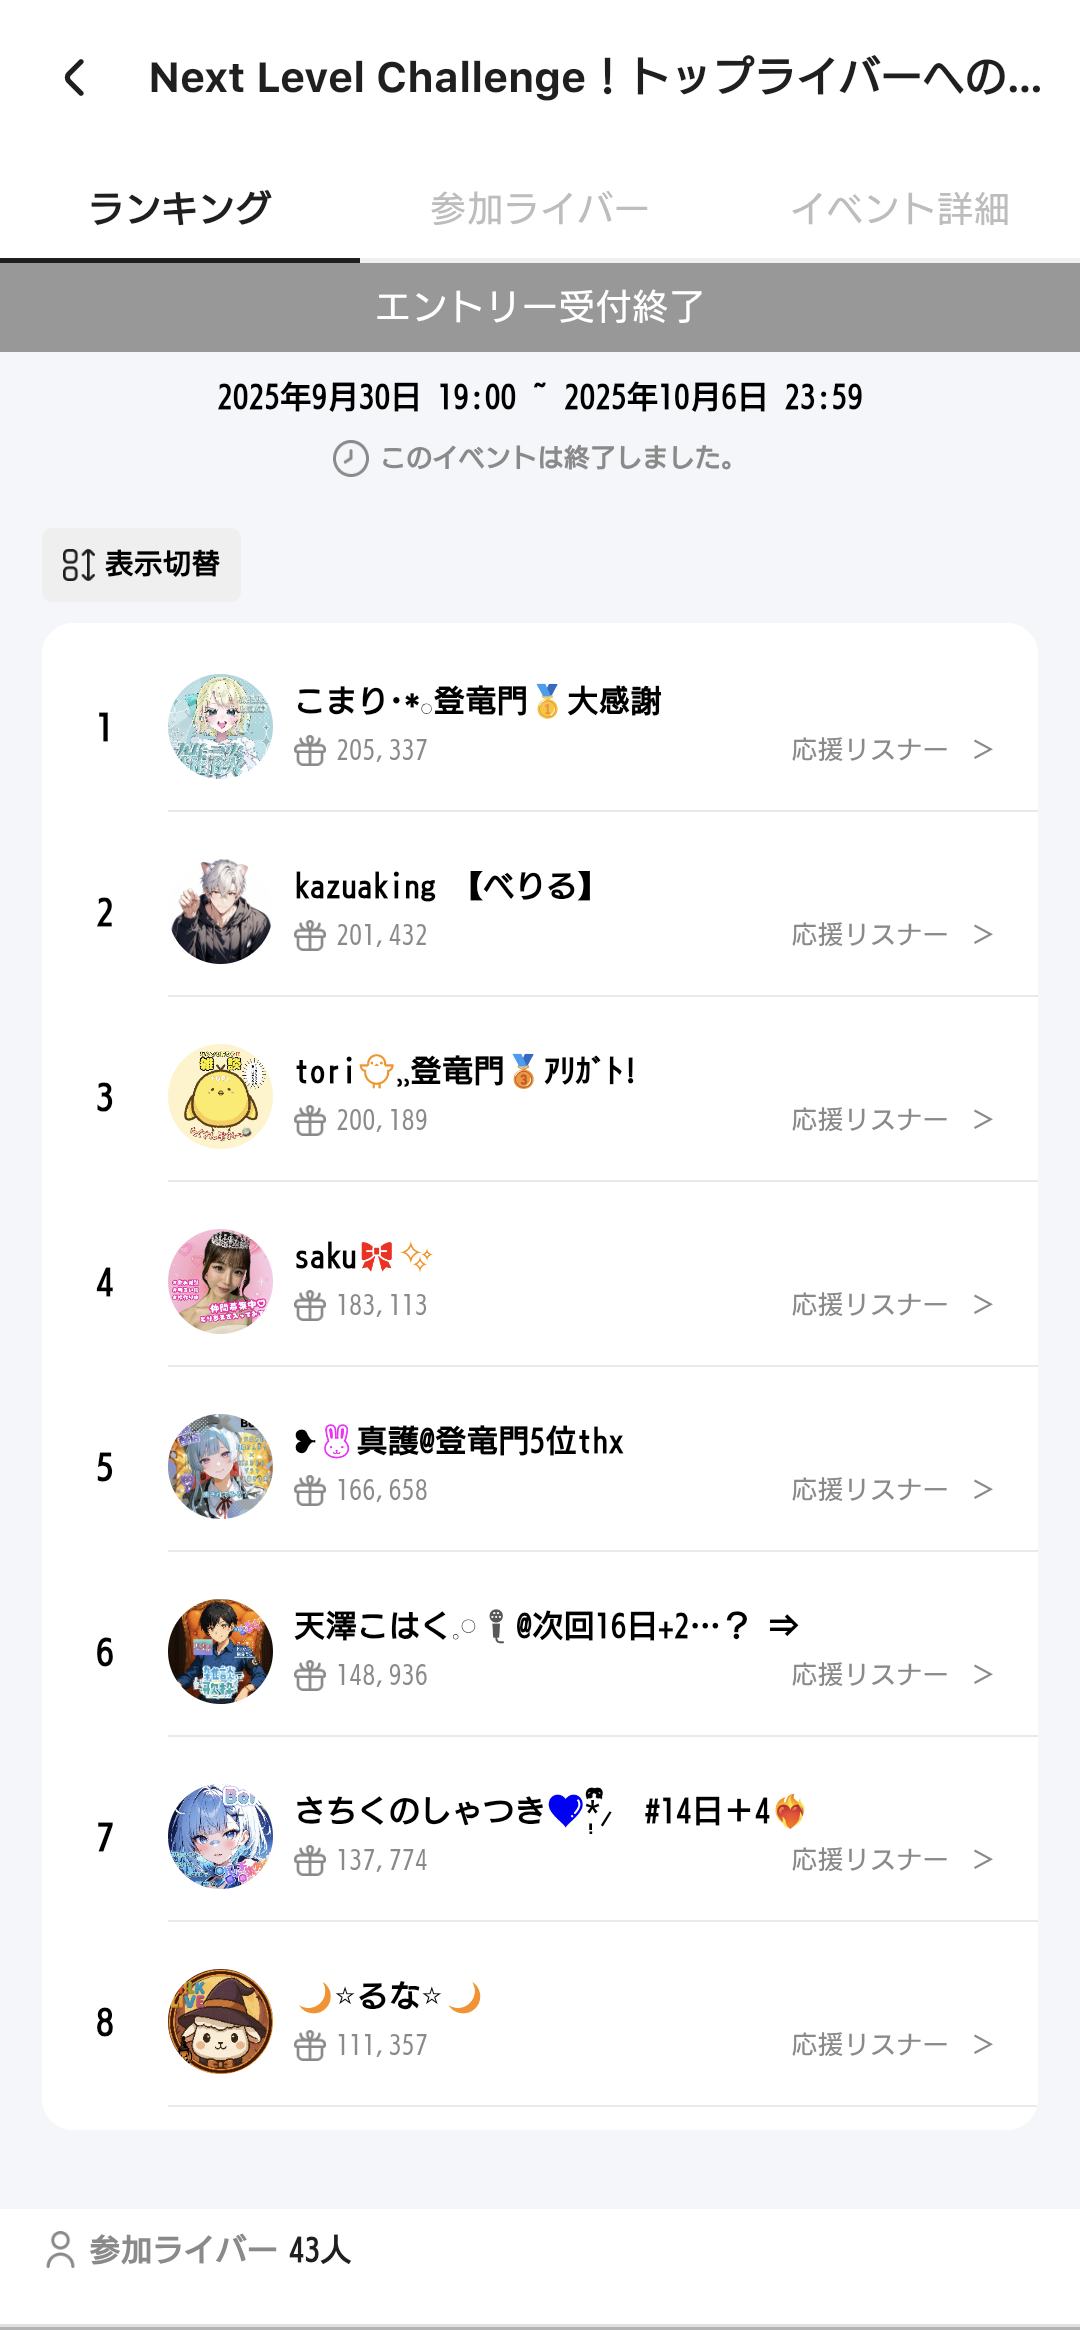 Next Level Challenge！トップライバーへの...
ランキング
参加ライバー
イベント詳細
エントリー受付終了
2025年9月30日 19:00 ~ 2025年10月6日 23:59
このイベントは終了しました。
表示切替
1
こまり･*◌登竜門🥇大感謝
205,337
応援リスナー >
2
kazuaking 【べりる】
201,432
応援リスナー >
3
tori🐤,,登竜門🥉ｱﾘｶﾞﾄ!
200,189
応援リスナー >
4
saku🎀✨
183,113
応援リスナー >
5
❥🐰真護@登竜門5位thx
166,658
応援リスナー >
6
天澤こはく𓈒𓂂🎙@次回16日+2…？ ⇒
148,936
応援リスナー >
7
さちくのしゃつき💙 #14日＋4❤️‍🔥
137,774
応援リスナー >
8
🌙☆るな☆🌙
111,357
応援リスナー >
参加ライバー 43人